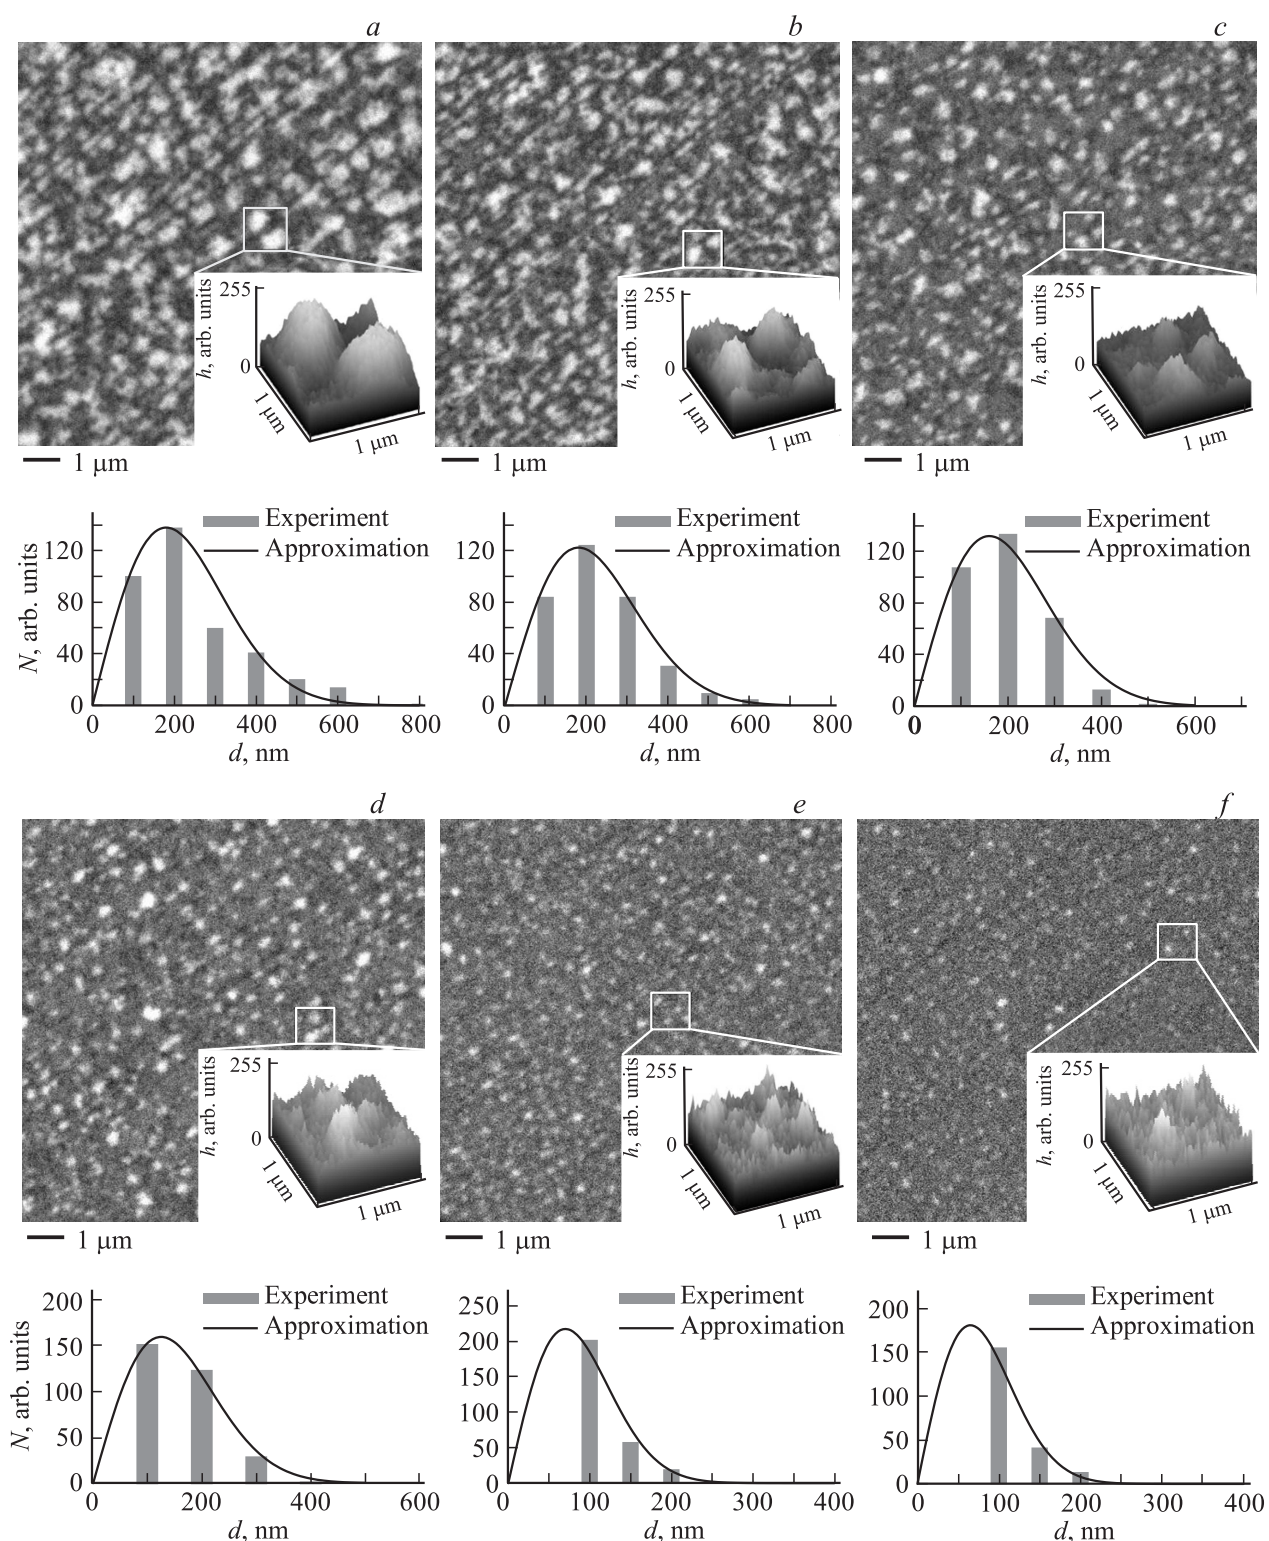 a b c
h, arb. units
255
0
1 μm
1 μm
h, arb. units
255
0
1 μm
1 μm
h, arb. units
255
0
1 μm
1 μm
1 μm 1 μm 1 μm
N, arb. units
120
80
40
0
Experiment
Approximation
0 200 400 600 800
d, nm
120
80
40
0
Experiment
Approximation
0 200 400 600 800
d, nm
120
80
40
0
Experiment
Approximation
0 200 400 600
d, nm
d e f
h, arb. units
255
0
1 μm
1 μm
h, arb. units
255
0
1 μm
1 μm
h, arb. units
255
0
1 μm
1 μm
1 μm 1 μm 1 μm
N, arb. units
200
150
100
50
0
Experiment
Approximation
0 200 400 600
d, nm
250
200
150
100
50
0
Experiment
Approximation
0 100 200 300 400
d, nm
200
150
100
50
0
Experiment
Approximation
0 100 200 300 400
d, nm